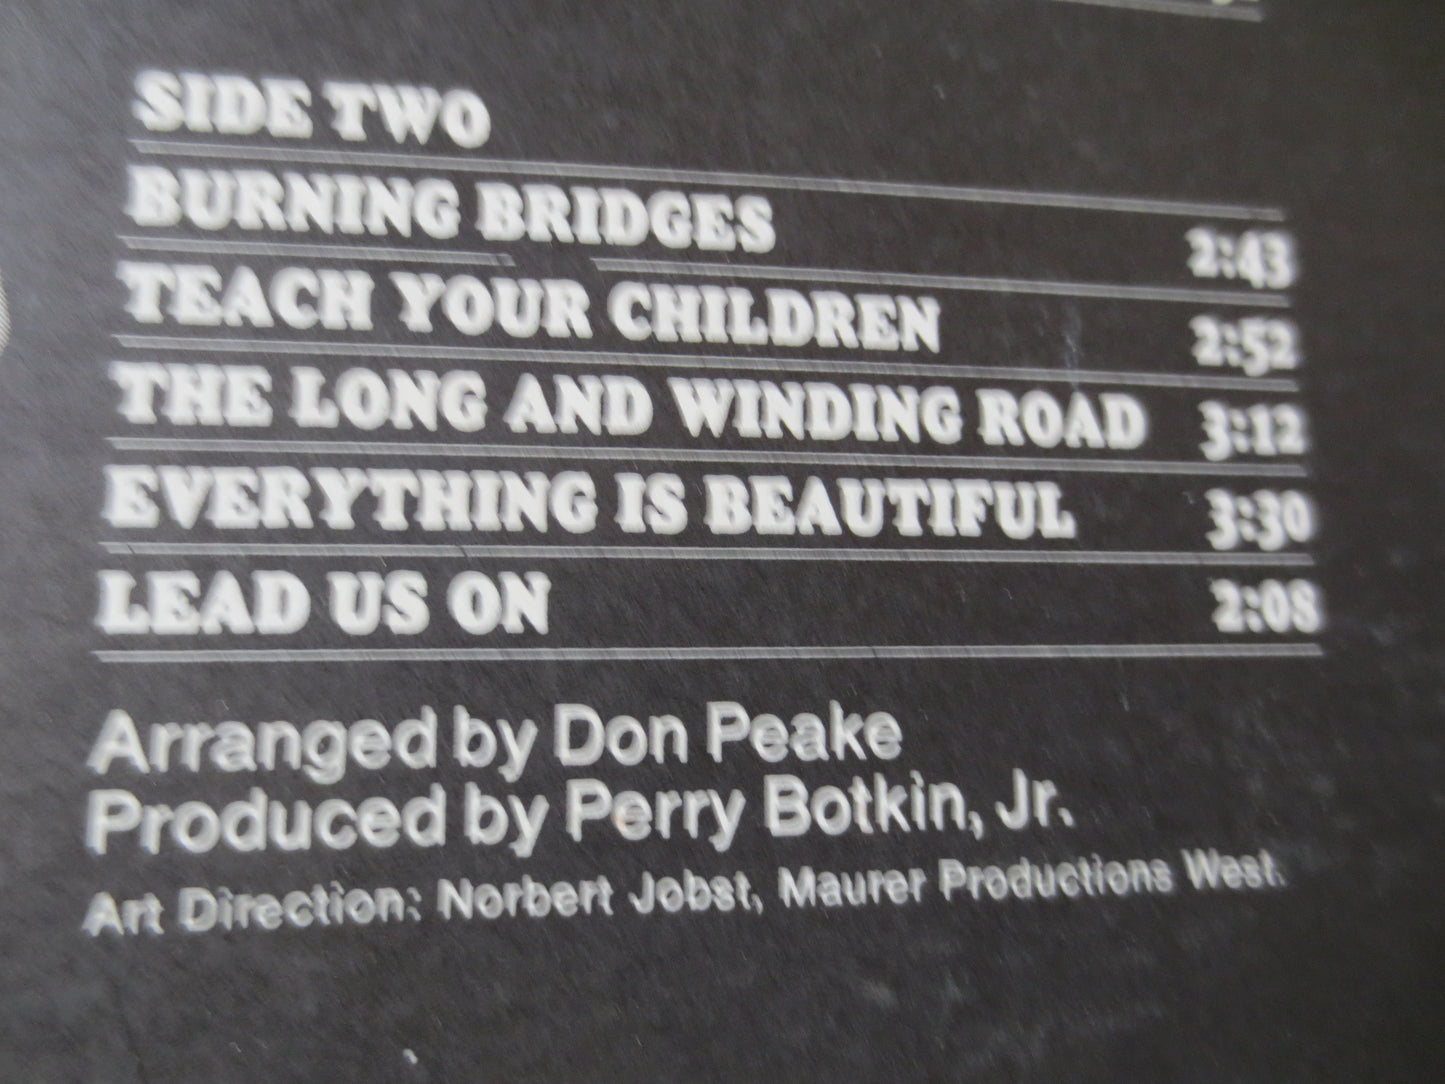 SIDE TWO
BURNING BRIDGES 2:43
TEACH YOUR CHILDREN 2:52
THE LONG AND WINDING ROAD 3:12
EVERYTHING IS BEAUTIFUL 3:30
LEAD US ON 2:08
Arranged by Don Peake
Produced by Perry Botkin, Jr.
Art Direction: Norbert Jobst, Maurer Productions West.